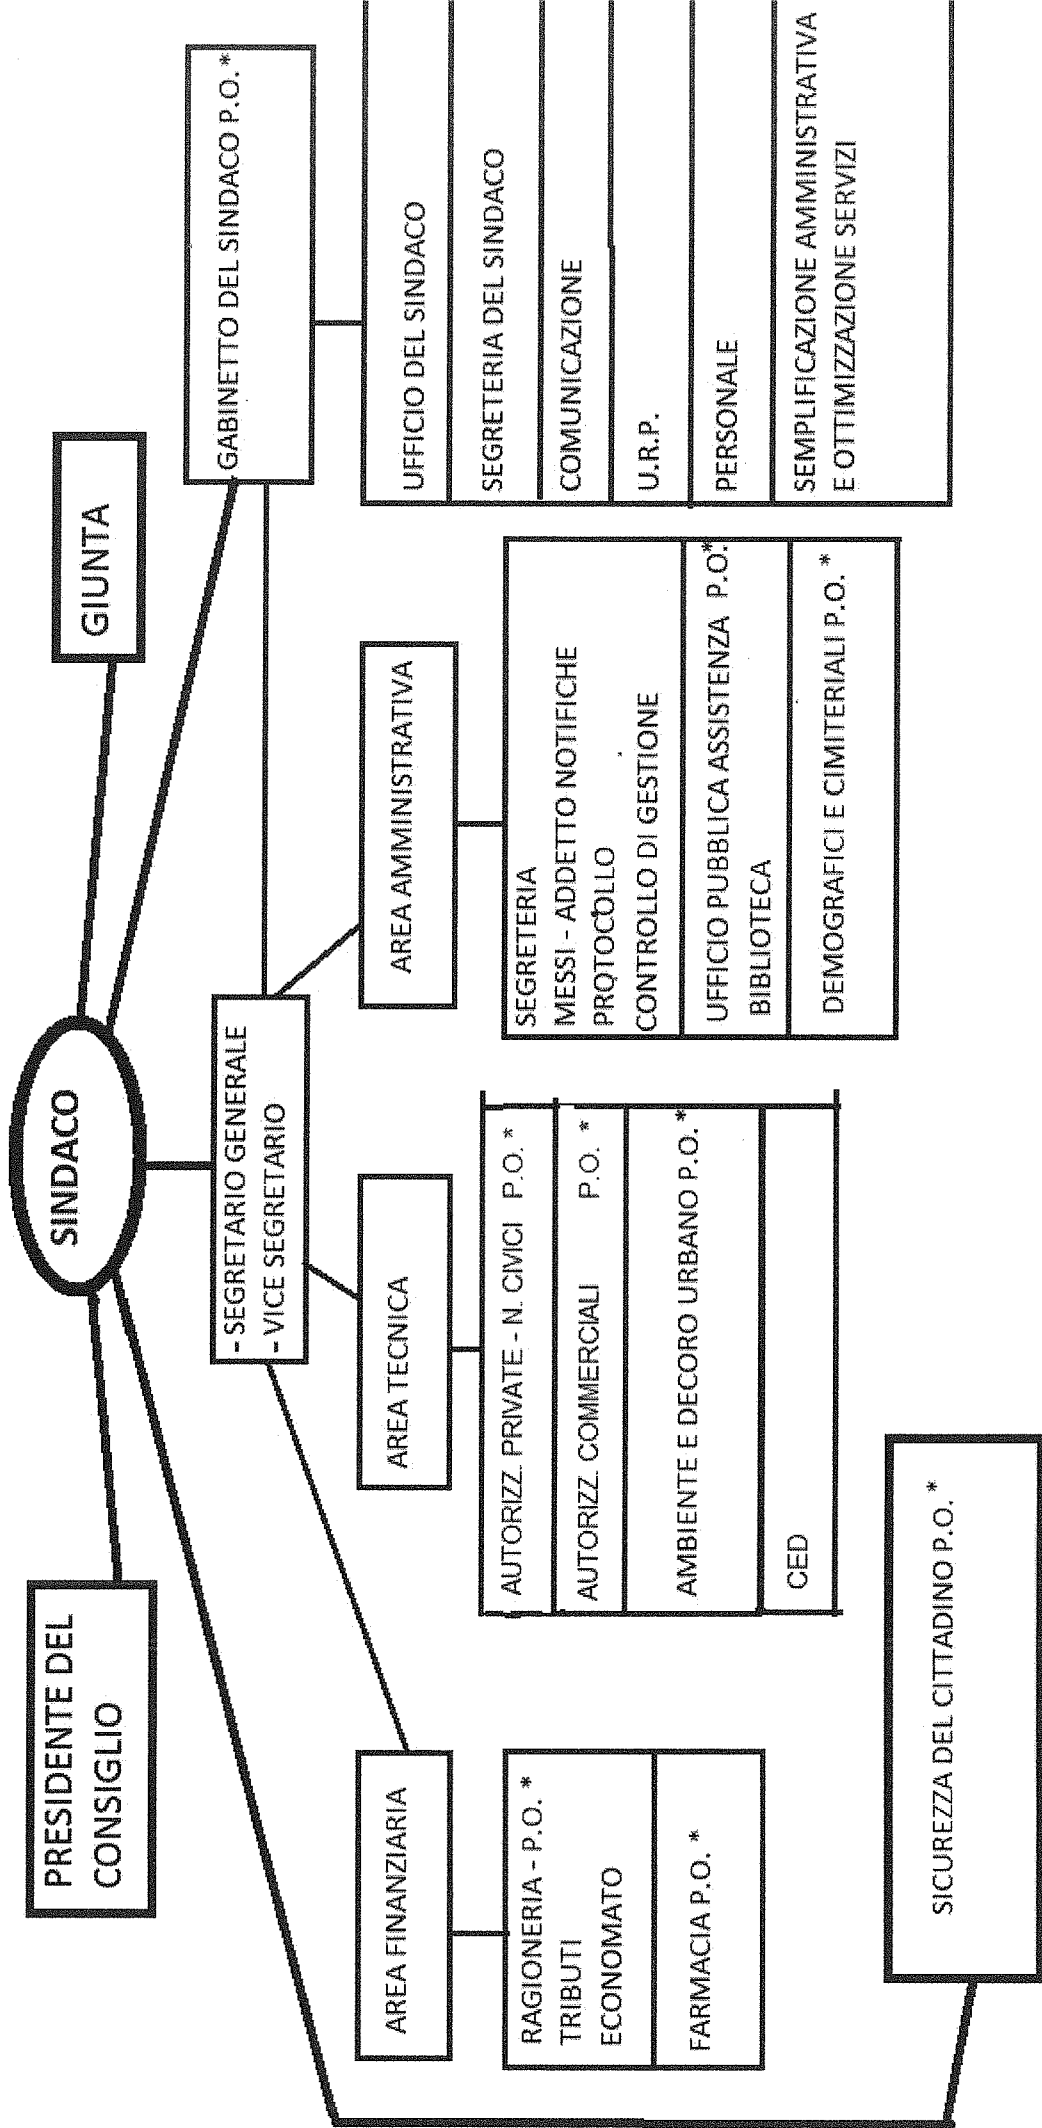 SINDACO
PRESIDENTE DEL
CONSIGLIO
GIUNTA
- SEGRETARIO GENERALE
- VICE SEGRETARIO
GABINETTO DEL SINDACO P.O. *
AREA FINANZIARIA
RAGIONERIA - P.O. *
TRIBUTI
ECONOMATO
FARMACIA P.O. *
AREA TECNICA
AUTORIZZ. PRIVATE - N. CIVICI P.O. *
AUTORIZZ. COMMERCIALI P.O. *
AMBIENTE E DECORO URBANO P.O. *
CED
AREA AMMINISTRATIVA
SEGRETERIA
MESSI - ADDETTO NOTIFICHE
PROTOCOLLO
CONTROLLO DI GESTIONE
UFFICIO PUBBLICA ASSISTENZA P.O. *
BIBLIOTECA
DEMOGRAFICI E CIMITERIALI P.O. *
UFFICIO DEL SINDACO
SEGRETERIA DEL SINDACO
COMUNICAZIONE
U.R.P.
PERSONALE
SEMPLIFICAZIONE AMMINISTRATIVA
E OTTIMIZZAZIONE SERVIZI
SICUREZZA DEL CITTADINO P.O. *